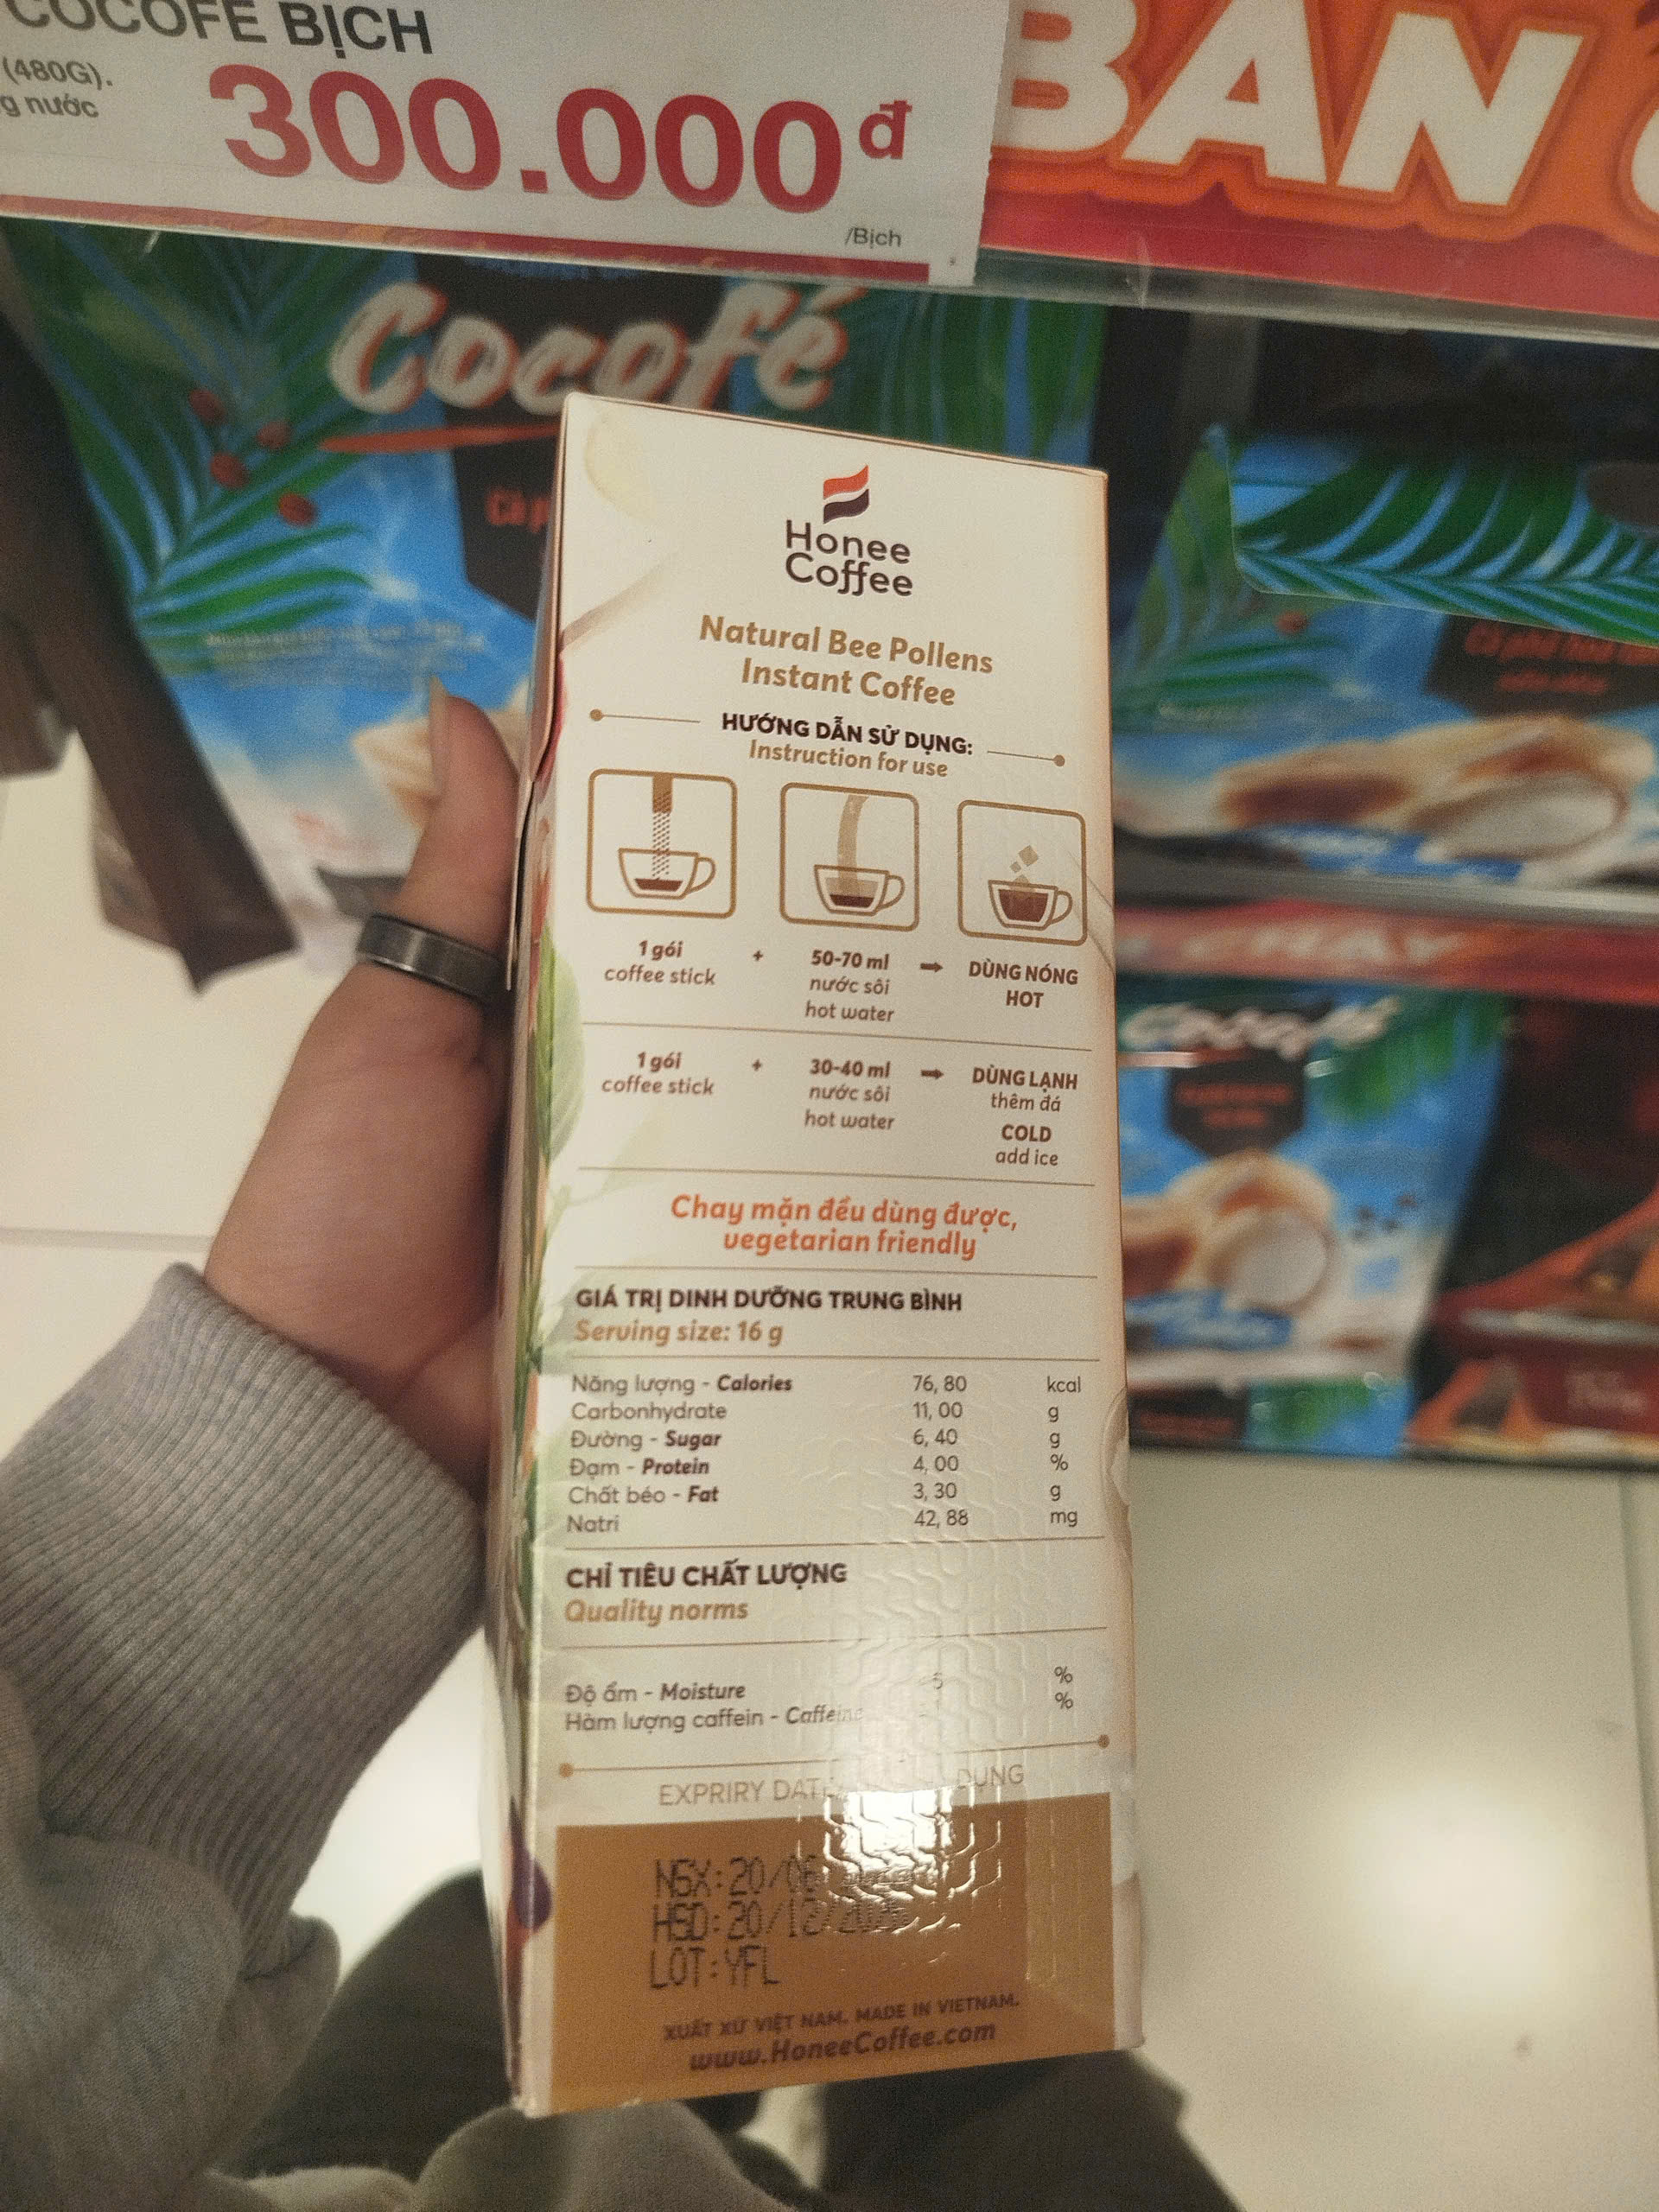 COCOFE BỊCH
(480G).
g nước
300.000đ
/Bịch
BAN
Cocofé
Honee
Coffee
Natural Bee Pollens
Instant Coffee
HƯỚNG DẪN SỬ DỤNG:
Instruction for use
1 gói + 50-70 ml ➡ DÙNG NÓNG
coffee stick nước sôi HOT
hot water
1 gói + 30-40 ml ➡ DÙNG LẠNH
coffee stick nước sôi thêm đá
hot water COLD
add ice
Chay mặn đều dùng được,
vegetarian friendly
GIÁ TRỊ DINH DƯỠNG TRUNG BÌNH
Serving size: 16 g
Năng lượng - Calories 76, 80 kcal
Carbonhydrate 11, 00 g
Đường - Sugar 6, 40 g
Đạm - Protein 4, 00 %
Chất béo - Fat 3, 30 g
Natri 42, 88 mg
CHỈ TIÊU CHẤT LƯỢNG
Quality norms
Độ ẩm - Moisture %
Hàm lượng caffein - Caffeine %
EXPRIRY DATE DỤNG
NSX: 20/06
HSD: 20/12/202
LOT: YFL
XUẤT XỨ VIỆT NAM. MADE IN VIETNAM.
www.HoneeCoffee.com
Cocofé